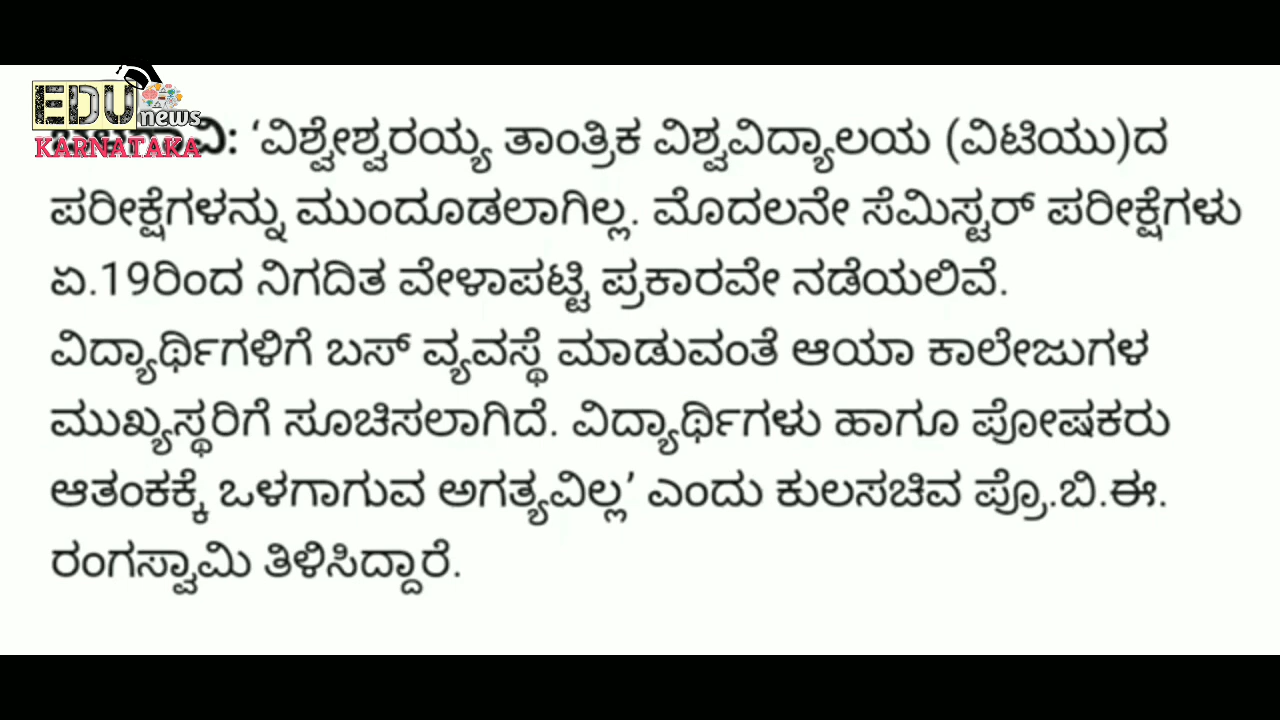 EDU news
KARNATAKA
‘ವಿಶ್ವೇಶ್ವರಯ್ಯ ತಾಂತ್ರಿಕ ವಿಶ್ವವಿದ್ಯಾಲಯ (ವಿಟಿಯು)ದ
ಪರೀಕ್ಷೆಗಳನ್ನು ಮುಂದೂಡಲಾಗಿಲ್ಲ. ಮೊದಲನೇ ಸೆಮಿಸ್ಟರ್ ಪರೀಕ್ಷೆಗಳು
ಏ.19ರಿಂದ ನಿಗದಿತ ವೇಳಾಪಟ್ಟಿ ಪ್ರಕಾರವೇ ನಡೆಯಲಿವೆ.
ವಿದ್ಯಾರ್ಥಿಗಳಿಗೆ ಬಸ್ ವ್ಯವಸ್ಥೆ ಮಾಡುವಂತೆ ಆಯಾ ಕಾಲೇಜುಗಳ
ಮುಖ್ಯಸ್ಥರಿಗೆ ಸೂಚಿಸಲಾಗಿದೆ. ವಿದ್ಯಾರ್ಥಿಗಳು ಹಾಗೂ ಪೋಷಕರು
ಆತಂಕಕ್ಕೆ ಒಳಗಾಗುವ ಅಗತ್ಯವಿಲ್ಲ’ ಎಂದು ಕುಲಸಚಿವ ಪ್ರೊ.ಬಿ.ಈ.
ರಂಗಸ್ವಾಮಿ ತಿಳಿಸಿದ್ದಾರೆ.